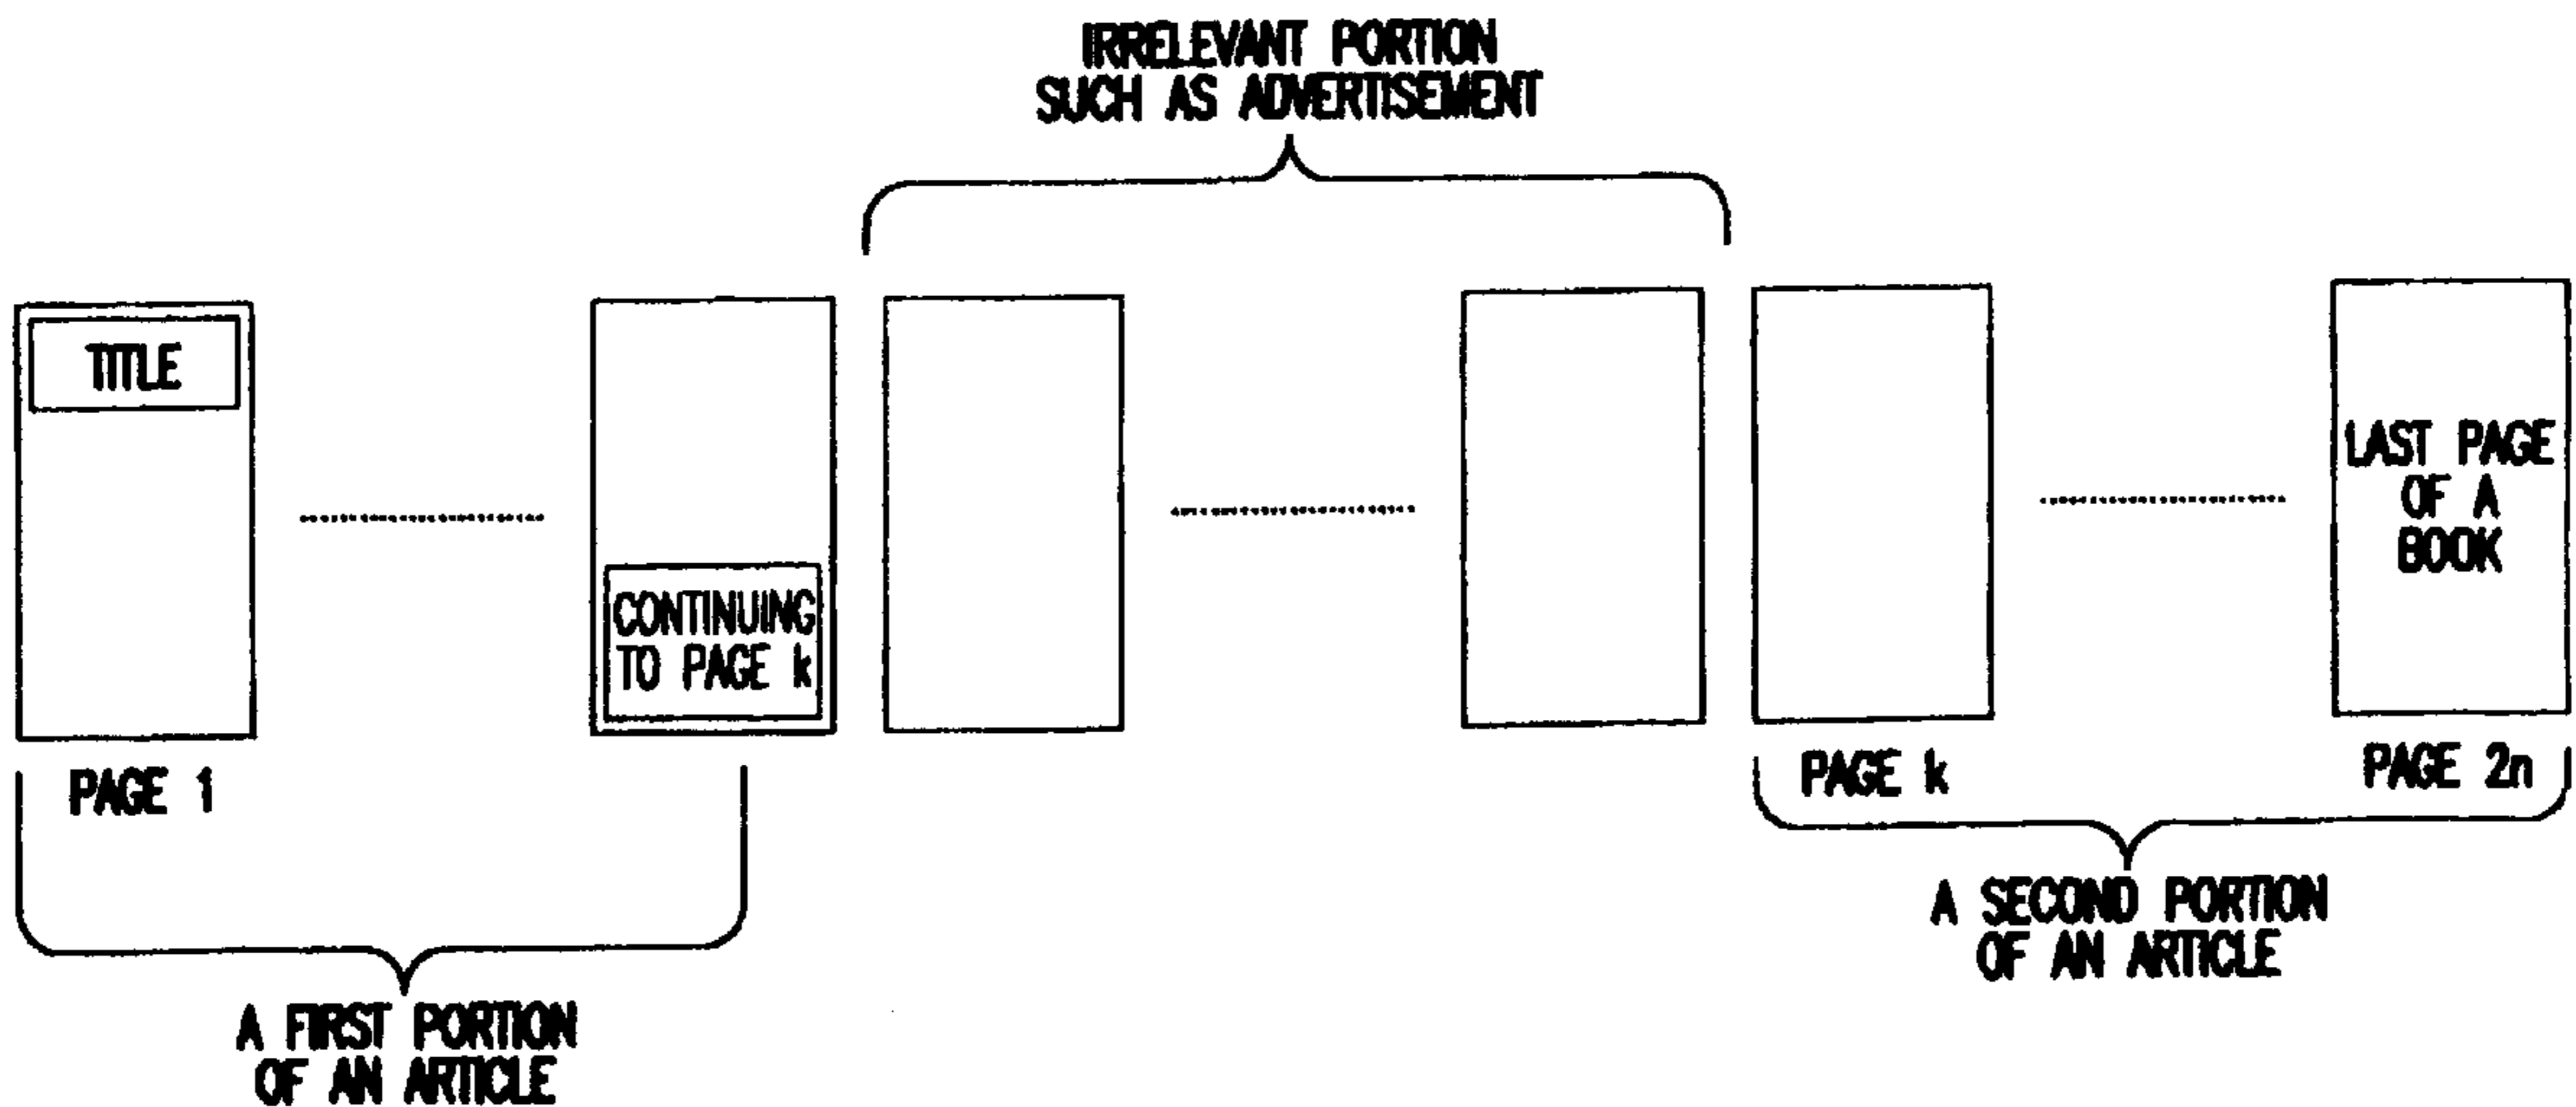 IRRELEVANT PORTION
SUCH AS ADVERTISEMENT
TITLE
CONTINUING
TO PAGE k
LAST PAGE
OF A
BOOK
PAGE 1
PAGE k
PAGE 2n
A FIRST PORTION
OF AN ARTICLE
A SECOND PORTION
OF AN ARTICLE